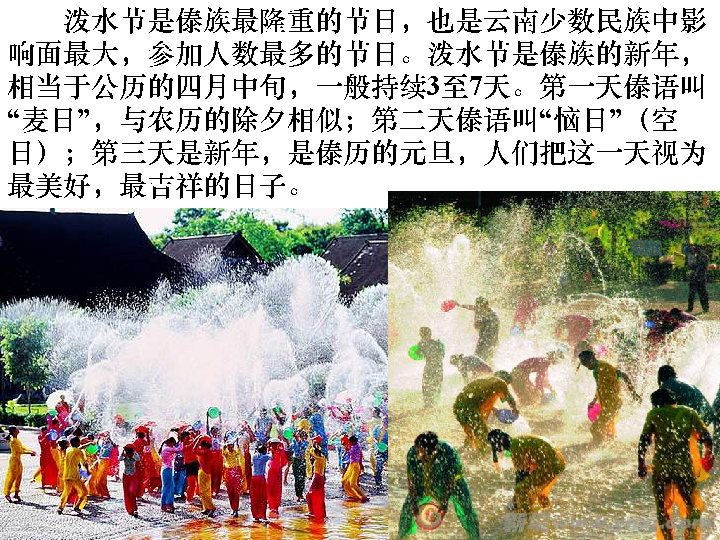 泼水节是傣族最隆重的节日，也是云南少数民族中影
响面最大，参加人数最多的节日。泼水节是傣族的新年，
相当于公历的四月中旬，一般持续3至7天。第一天傣语叫
“麦日”，与农历的除夕相似；第二天傣语叫“恼日”（空
日）；第三天是新年，是傣历的元旦，人们把这一天视为
最美好，最吉祥的日子。